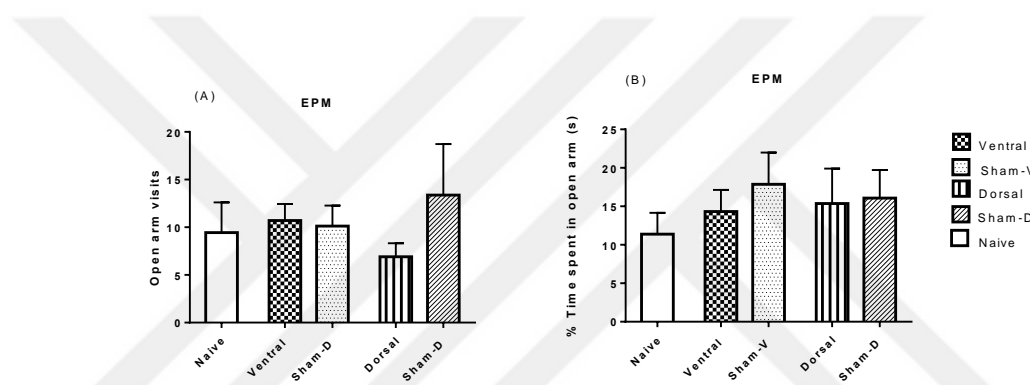 (A)
EPM
Open arm visits
20
15
10
5
0
Naive
Ventral
Sham-D
Dorsal
Sham-D
(B)
EPM
% Time spent in open arm (s)
25
20
15
10
5
0
Naive
Ventral
Sham-V
Dorsal
Sham-D
Ventral
Sham-V
Dorsal
Sham-D
Naive